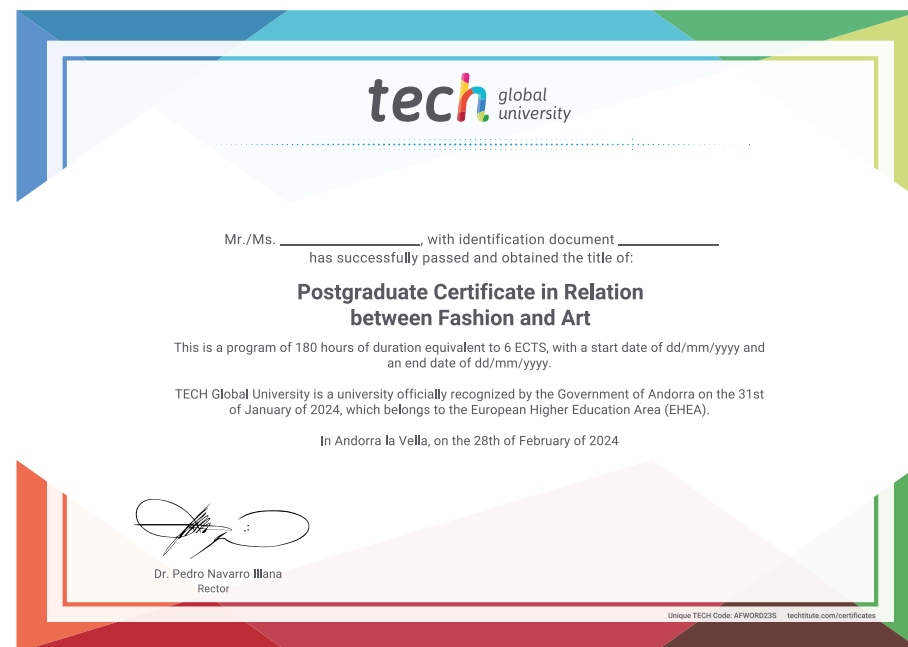 tech global
university
Mr./Ms. ____________________, with identification document ______________
has successfully passed and obtained the title of:
Postgraduate Certificate in Relation
between Fashion and Art
This is a program of 180 hours of duration equivalent to 6 ECTS, with a start date of dd/mm/yyyy and
an end date of dd/mm/yyyy.
TECH Global University is a university officially recognized by the Government of Andorra on the 31st
of January of 2024, which belongs to the European Higher Education Area (EHEA).
In Andorra la Vella, on the 28th of February of 2024
Dr. Pedro Navarro Illana
Rector
Unique TECH Code: AFWORD23S techtitute.com/certificates